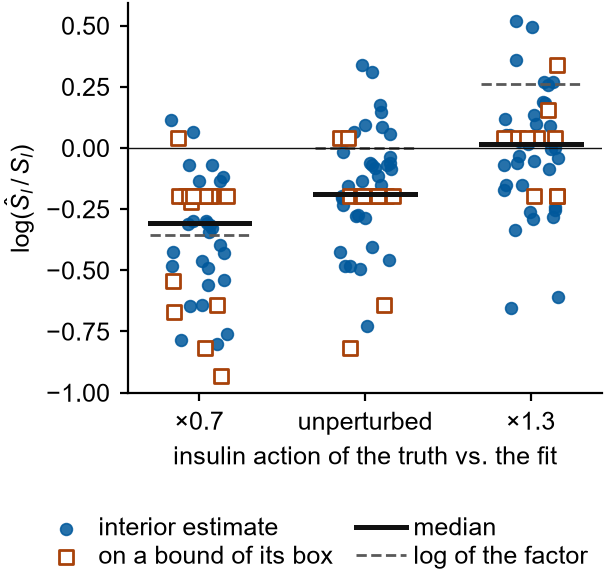 0.50
0.25
0.00
−0.25
−0.50
−0.75
−1.00
log(Ŝ_I / S_I)
×0.7 unperturbed ×1.3
insulin action of the truth vs. the fit
interior estimate median
on a bound of its box log of the factor